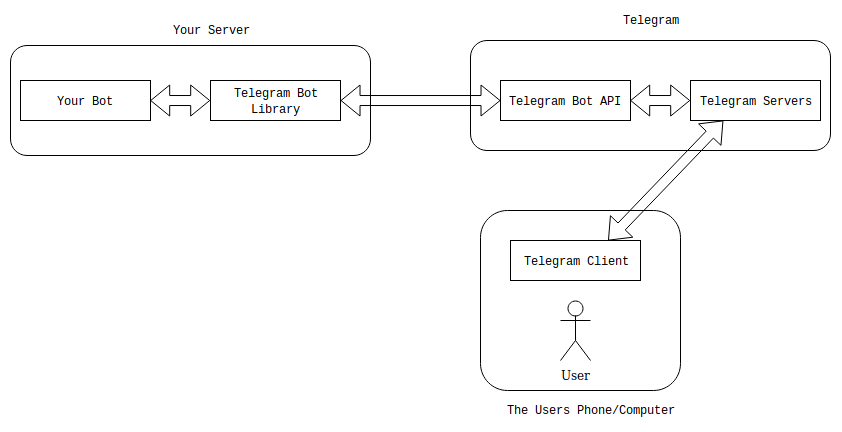 Your Server
Telegram
Your Bot
Telegram Bot
Library
Telegram Bot API
Telegram Servers
Telegram Client
User
The Users Phone/Computer